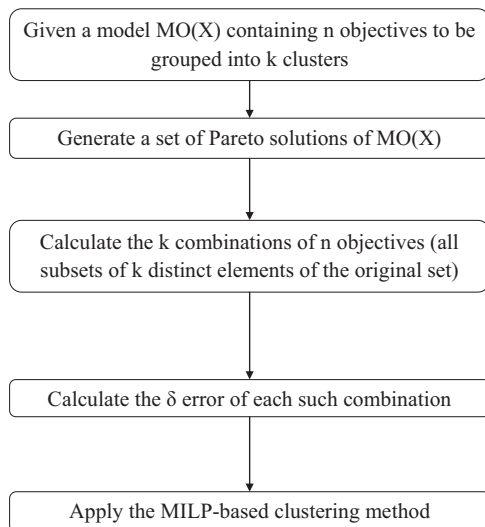 Given a model MO(X) containing n objectives to be
grouped into k clusters
Generate a set of Pareto solutions of MO(X)
Calculate the k combinations of n objectives (all
subsets of k distinct elements of the original set)
Calculate the δ error of each such combination
Apply the MILP-based clustering method